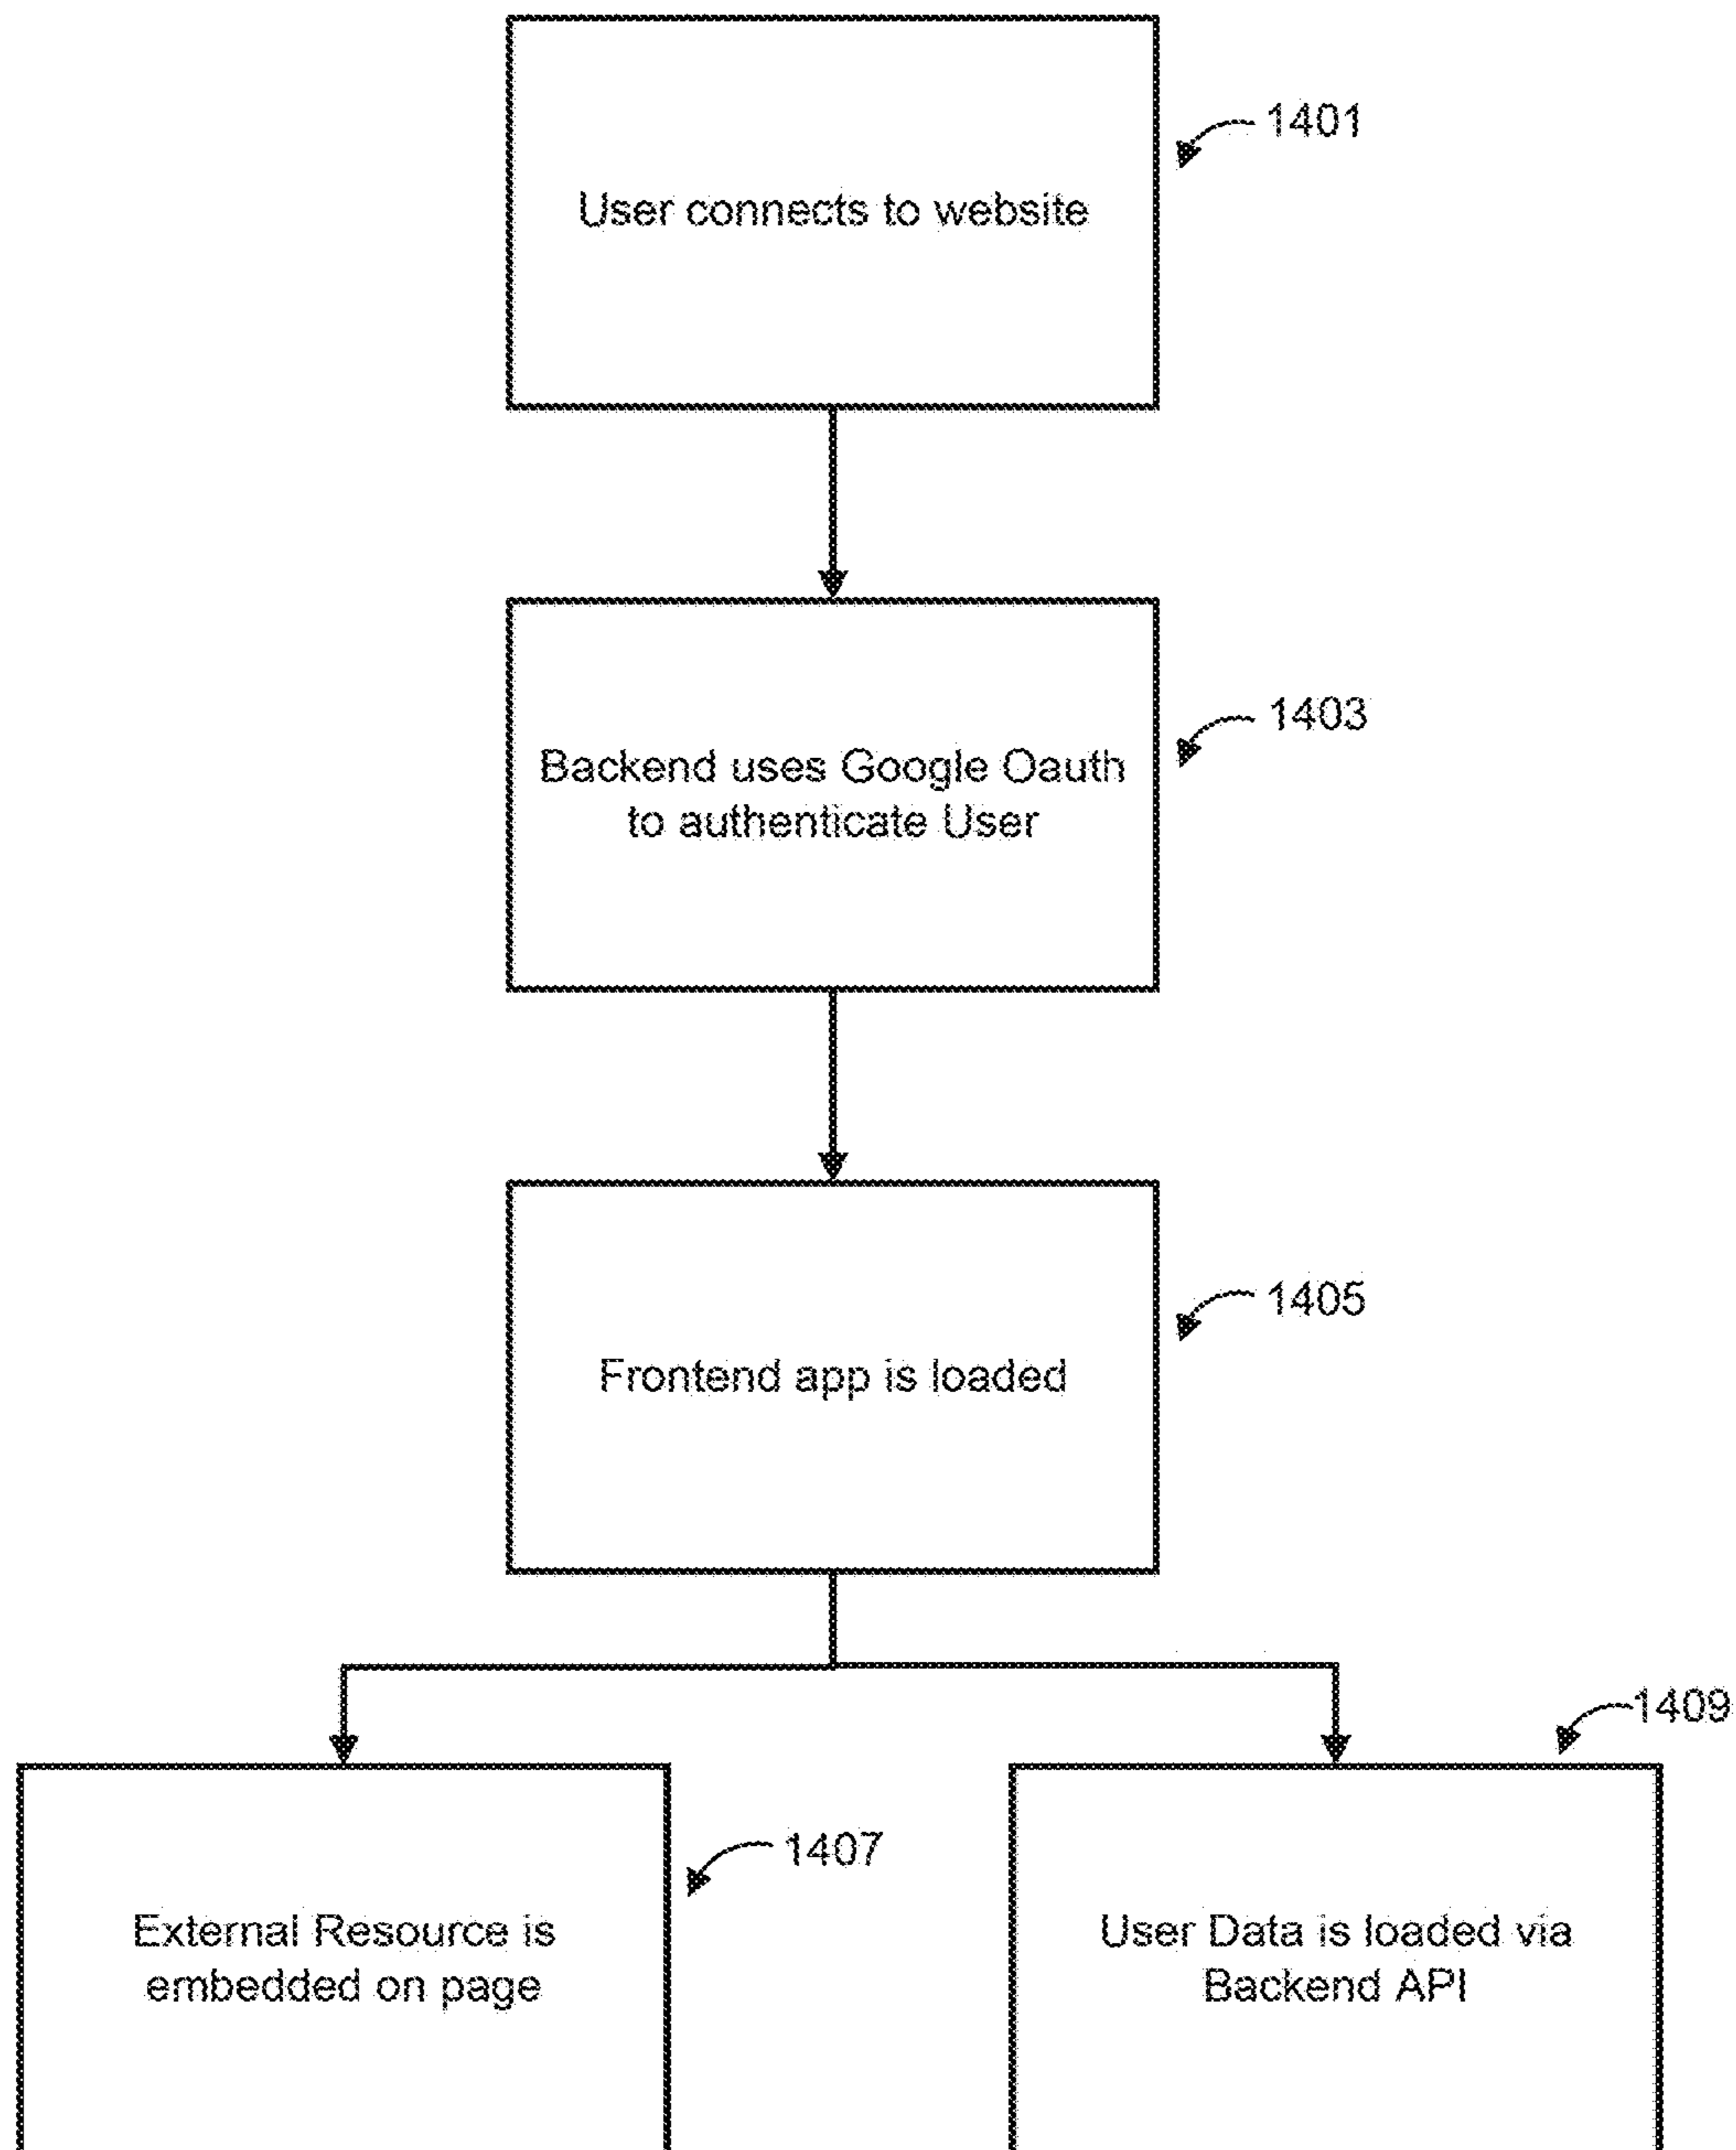 1401
User connects to website
1403
Backend uses Google Oauth
to authenticate User
1405
Frontend app is loaded
1409
1407
External Resource is
embedded on page
User Data is loaded via
Backend API